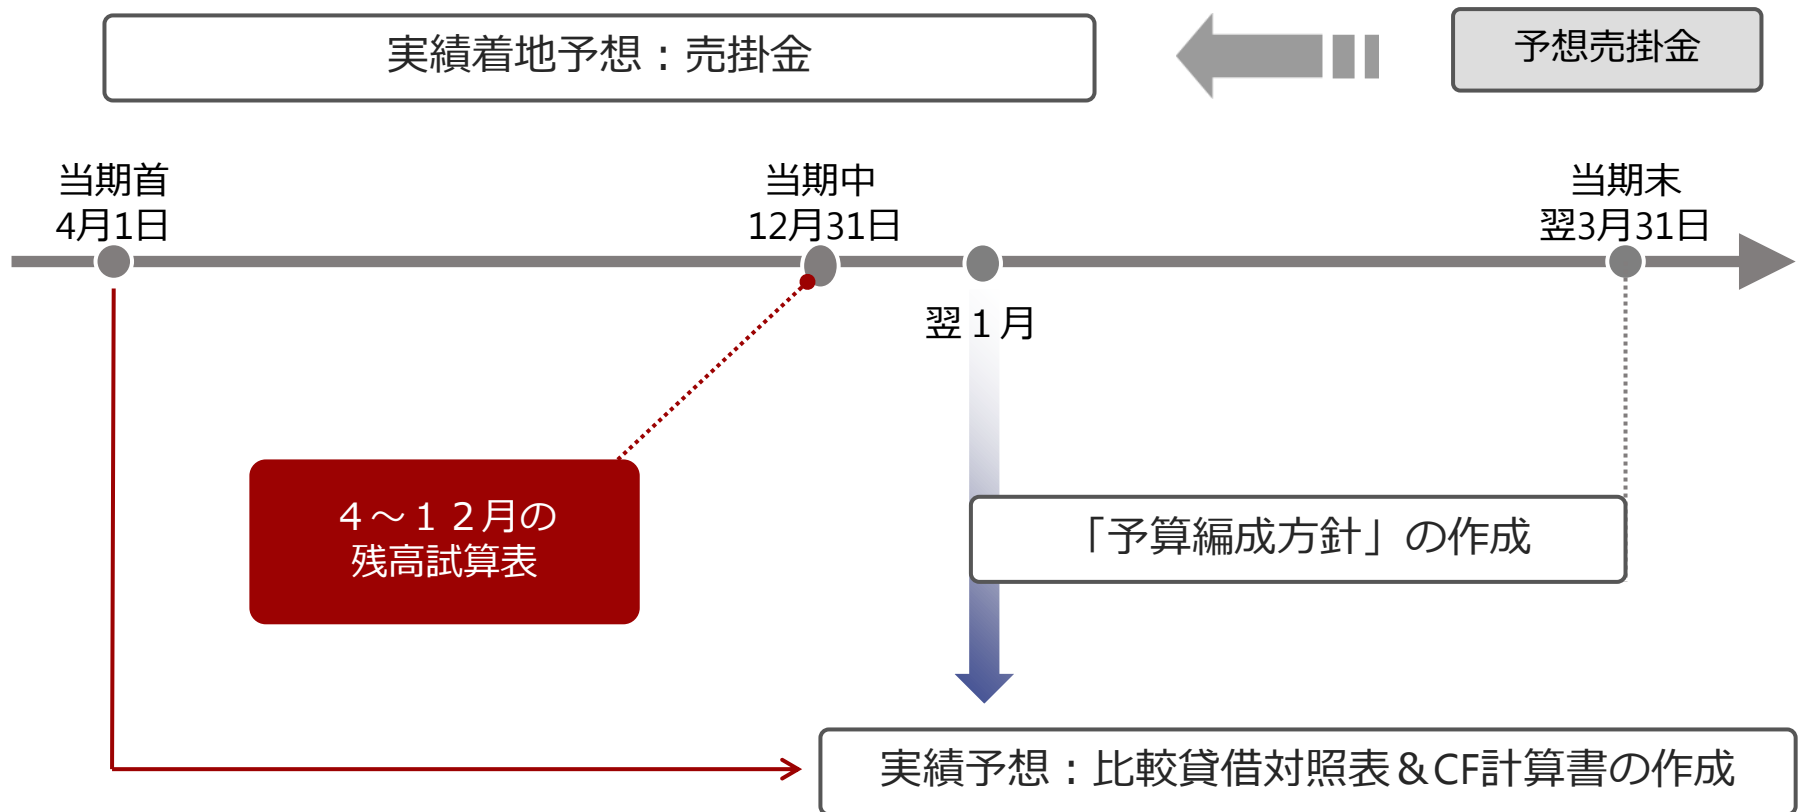 実績着地予想：売掛金
予想売掛金
当期首
4月1日
当期中
12月31日
当期末
翌3月31日
翌１月
４～１２月の
残高試算表
「予算編成方針」の作成
実績予想：比較貸借対照表＆CF計算書の作成